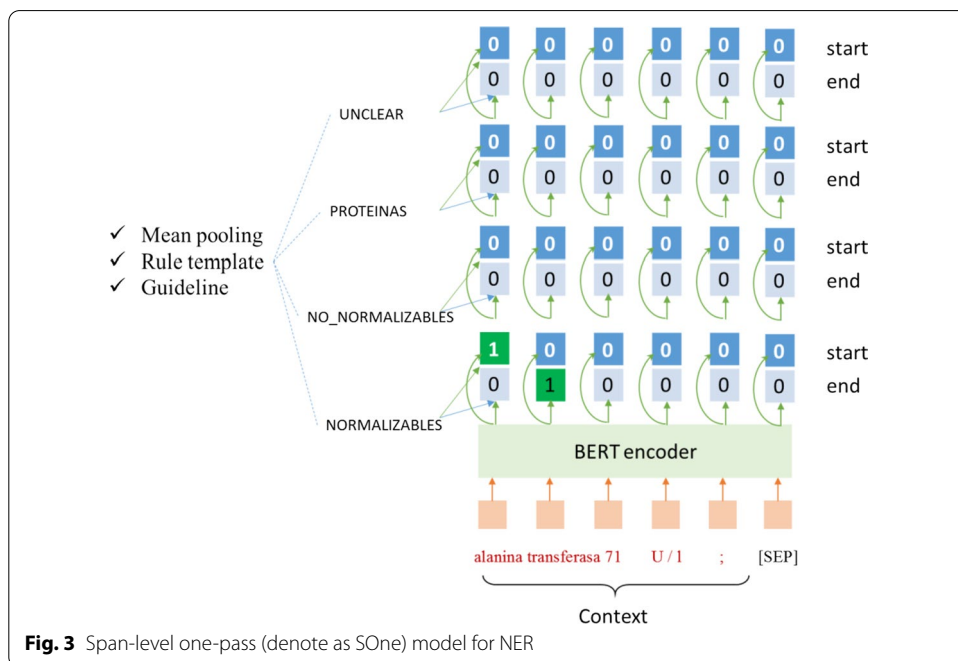 0 0 0 0 0 0 start
0 0 0 0 0 0 end
UNCLEAR
0 0 0 0 0 0 start
0 0 0 0 0 0 end
PROTEINAS
✓ Mean pooling
✓ Rule template
✓ Guideline
0 0 0 0 0 0 start
0 0 0 0 0 0 end
NO_NORMALIZABLES
1 0 0 0 0 0 start
0 1 0 0 0 0 end
NORMALIZABLES
BERT encoder
alanina transferasa 71 U / 1 ; [SEP]
Context
Fig. 3 Span-level one-pass (denote as SOne) model for NER